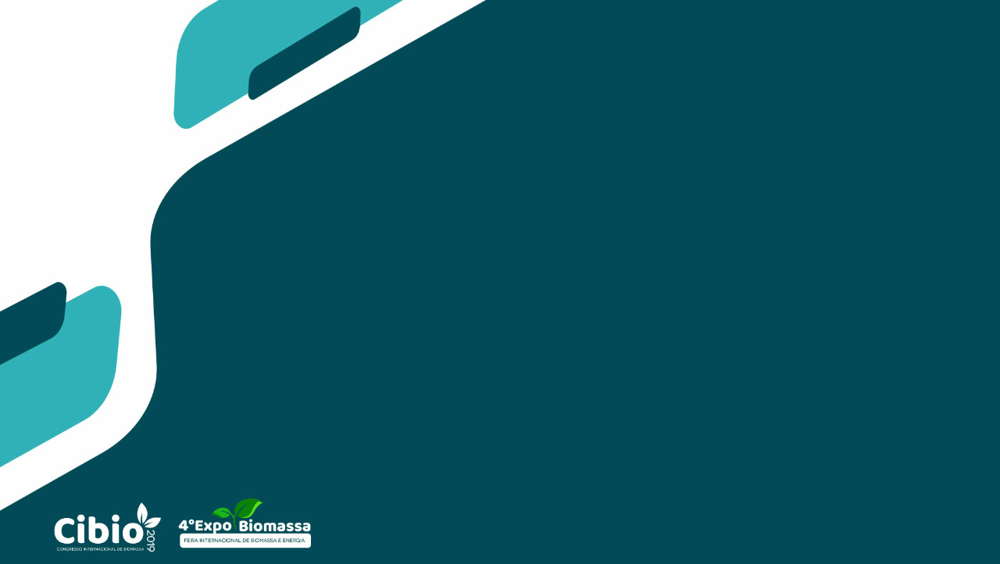 Cibio
2019
CONGRESSO INTERNACIONAL DE BIOMASSA
4°Expo Biomassa
FEIRA INTERNACIONAL DE BIOMASSA E ENERGIA